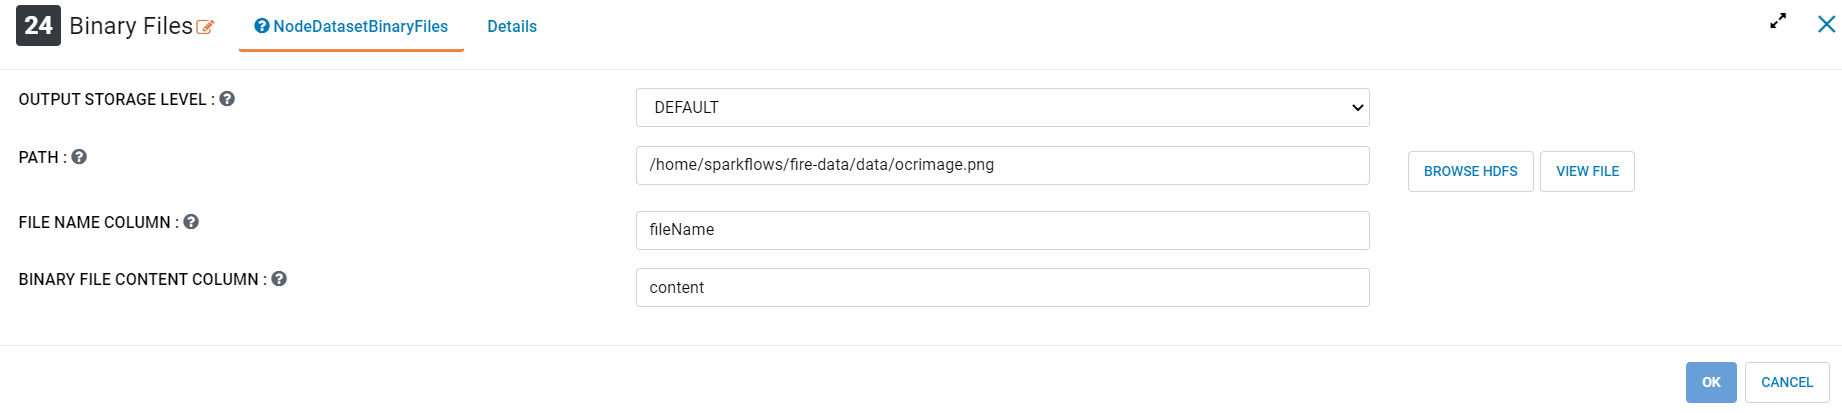 24 Binary Files NodeDatasetBinaryFiles Details
OUTPUT STORAGE LEVEL : DEFAULT
PATH : /home/sparkflows/fire-data/data/ocrimage.png BROWSE HDFS VIEW FILE
FILE NAME COLUMN : fileName
BINARY FILE CONTENT COLUMN : content
OK CANCEL